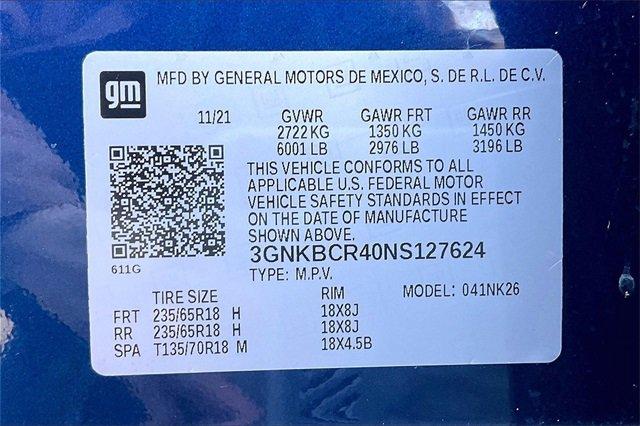 gm
MFD BY GENERAL MOTORS DE MEXICO, S. DE R.L. DE C.V.
11/21 GVWR GAWR FRT GAWR RR
2722 KG 1350 KG 1450 KG
6001 LB 2976 LB 3196 LB
THIS VEHICLE CONFORMS TO ALL
APPLICABLE U.S. FEDERAL MOTOR
VEHICLE SAFETY STANDARDS IN EFFECT
ON THE DATE OF MANUFACTURE
SHOWN ABOVE.
3GNKBCR40NS127624
611G
TYPE: M.P.V.
TIRE SIZE RIM MODEL: 041NK26
FRT 235/65R18 H 18X8J
RR 235/65R18 H 18X8J
SPA T135/70R18 M 18X4.5B